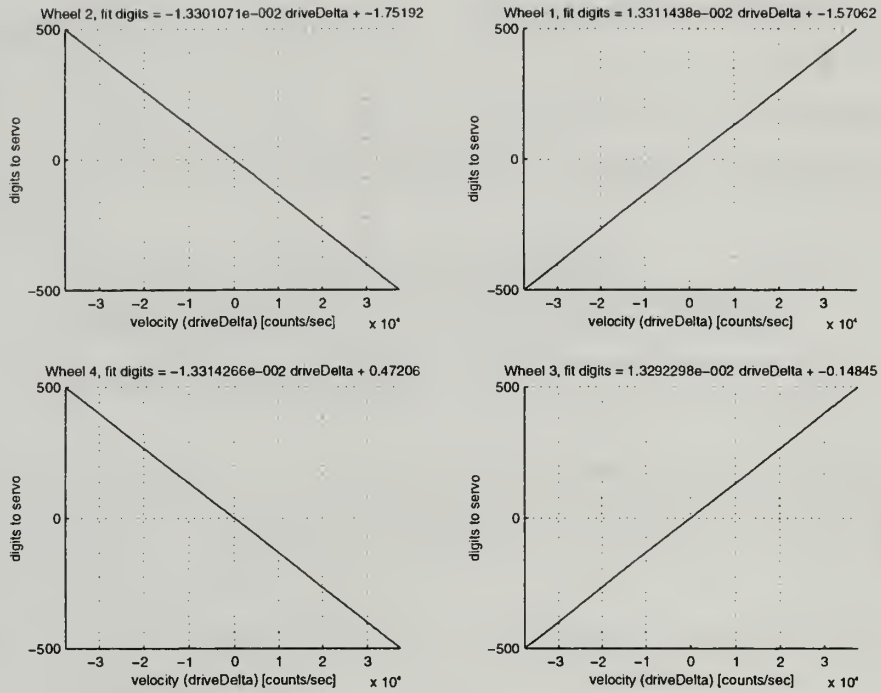 Wheel 2, fit digits = −1.3301071e−002 driveDelta + −1.75192
500
0
−500
digits to servo
−3 −2 −1 0 1 2 3
velocity (driveDelta) [counts/sec] x 10⁴
Wheel 1, fit digits = 1.3311438e−002 driveDelta + −1.57062
500
0
−500
digits to servo
−3 −2 −1 0 1 2 3
velocity (driveDelta) [counts/sec] x 10⁴
Wheel 4, fit digits = −1.3314266e−002 driveDelta + 0.47206
500
0
−500
digits to servo
−3 −2 −1 0 1 2 3
velocity (driveDelta) [counts/sec] x 10⁴
Wheel 3, fit digits = 1.3292298e−002 driveDelta + −0.14845
500
0
−500
digits to servo
−3 −2 −1 0 1 2 3
velocity (driveDelta) [counts/sec] x 10⁴